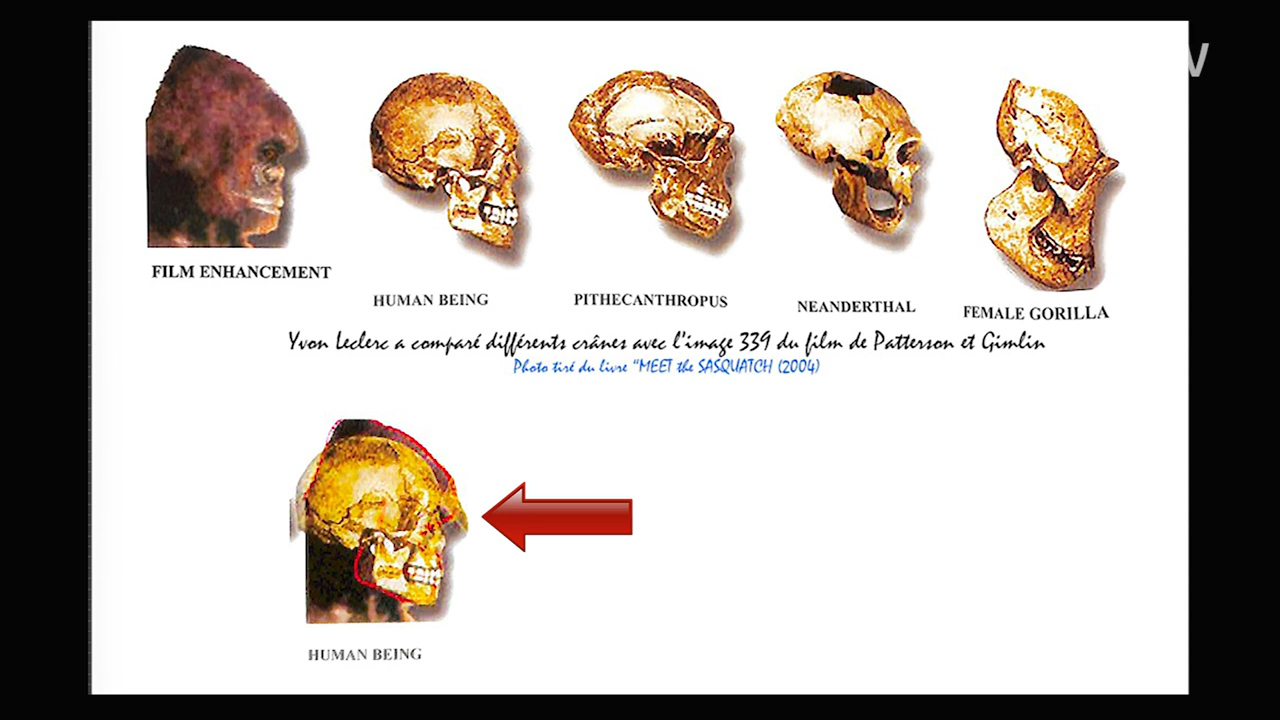 V
FILM ENHANCEMENT
HUMAN BEING
PITHECANTHROPUS
NEANDERTHAL
FEMALE GORILLA
Yvon Leclerc a comparé différents crânes avec l'image 339 du film de Patterson et Gimlin
Photo tiré du livre "MEET the SASQUATCH (2004)
HUMAN BEING